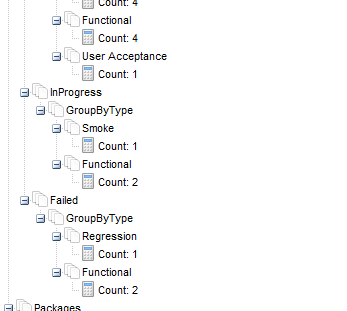 Count: 4
Functional
Count: 4
User Acceptance
Count: 1
InProgress
GroupByType
Smoke
Count: 1
Functional
Count: 2
Failed
GroupByType
Regression
Count: 1
Functional
Count: 2
Packages